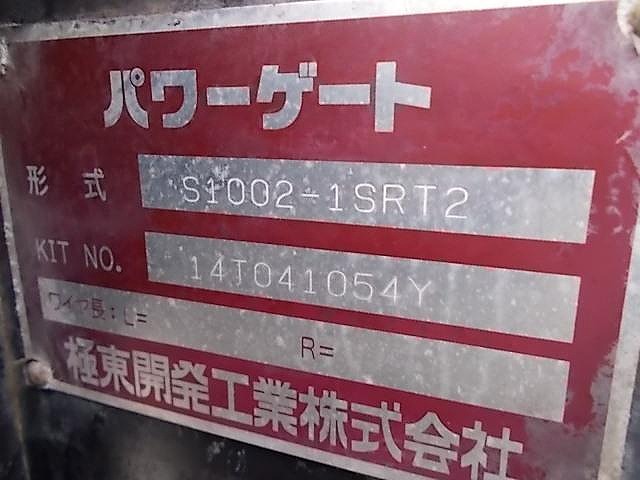 パワーゲート
形式 S1002-1SRT2
KIT NO. 14T041054Y
ワイヤ長：L=　R=
極東開発工業株式会社